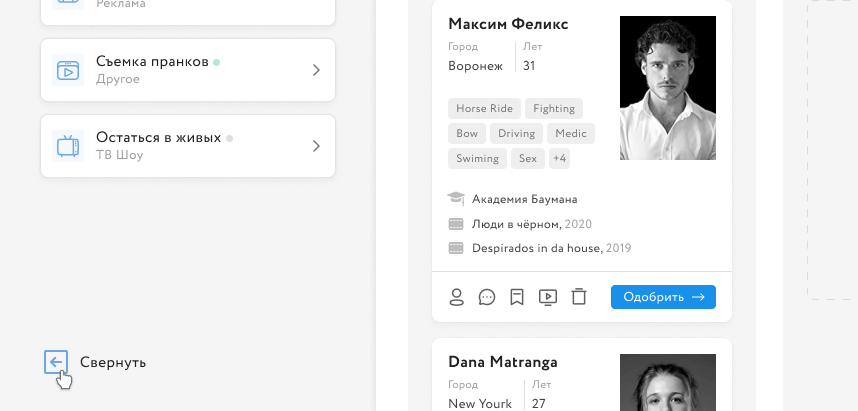 Реклама
Съемка пранков
Другое
Остаться в живых
ТВ Шоу
Свернуть
Максим Феликс
Город
Лет
Воронеж
31
Horse Ride
Fighting
Bow
Driving
Medic
Swiming
Sex
+4
Академия Баумана
Люди в чёрном, 2020
Despirados in da house, 2019
Одобрить →
Dana Matranga
Город
Лет
New Yourk
27